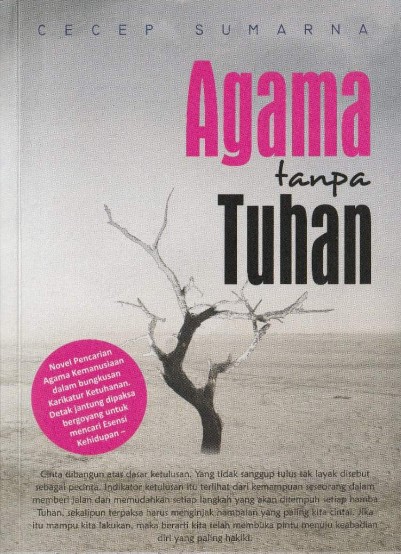 CECEP SUMARNA
Agama
tanpa
Tuhan
Novel Pencarian
Agama Kemanusiaan
dalam bungkusan
Karikatur Ketuhanan.
Detak jantung dipaksa
bergoyang untuk
mencari Esensi
Kehidupan –
Cinta dibangun atas dasar ketulusan. Yang tidak sanggup tulus tak layak disebut
sebagai pecinta. Indikator ketulusan itu terlihat dari kemampuan seseorang dalam
memberi jalan dan memudahkan setiap langkah yang akan ditempuh setiap hamba
Tuhan, sekalipun terpaksa harus menginjak hambalan yang paling kita cintai. Jika
itu mampu kita lakukan, maka berarti kita telah membuka pintu menuju keabadian
diri yang paling hakiki.